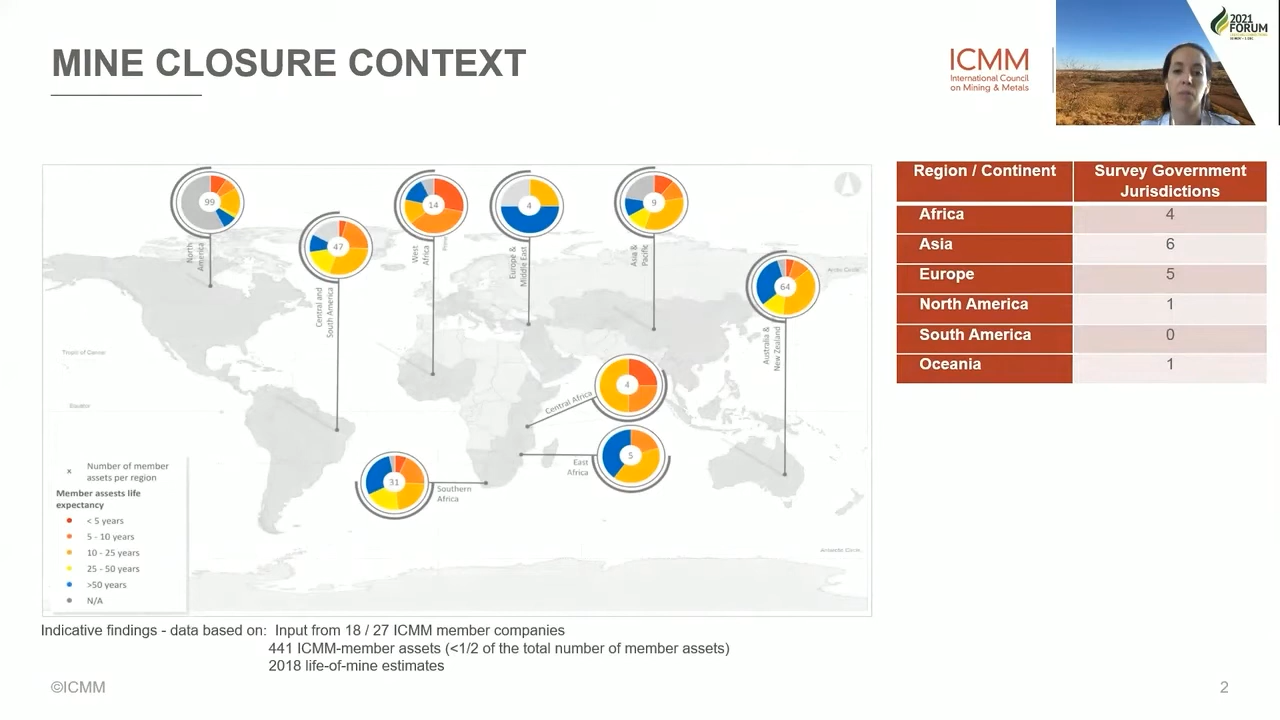 MINE CLOSURE CONTEXT
ICMM
International Council
on Mining & Metals
2021
FORUM
99
North
America
47
Central and
South America
14
West
Africa
4
Europe &
Middle East
9
Asia &
Pacific
64
Australia &
New Zealand
4
Central Africa
5
East
Africa
31
Southern
Africa
Arctic Circle
Tropic of Cancer
Equator
Antarctic Circle
x Number of member
assets per region
Member assests life
expectancy
< 5 years
5 - 10 years
10 - 25 years
25 - 50 years
>50 years
N/A
Region / Continent Survey Government
Jurisdictions
Africa 4
Asia 6
Europe 5
North America 1
South America 0
Oceania 1
Indicative findings - data based on: Input from 18 / 27 ICMM member companies
441 ICMM-member assets (<1/2 of the total number of member assets)
2018 life-of-mine estimates
©ICMM
2